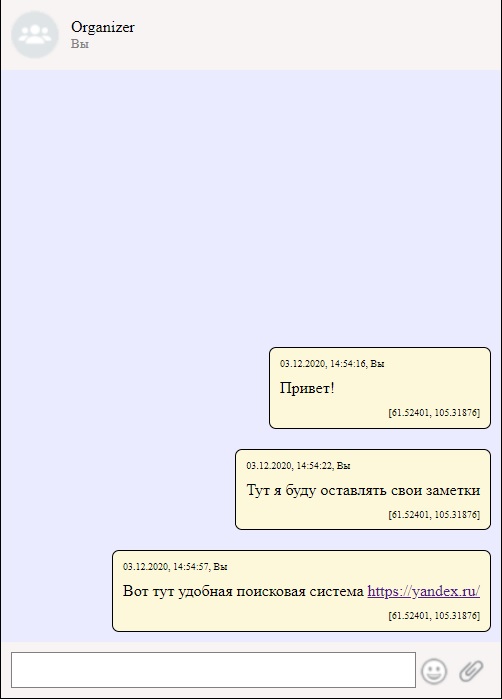 Organizer
Вы
03.12.2020, 14:54:16, Вы
Привет!
[61.52401, 105.31876]
03.12.2020, 14:54:22, Вы
Тут я буду оставлять свои заметки
[61.52401, 105.31876]
03.12.2020, 14:54:57, Вы
Вот тут удобная поисковая система https://yandex.ru/
[61.52401, 105.31876]